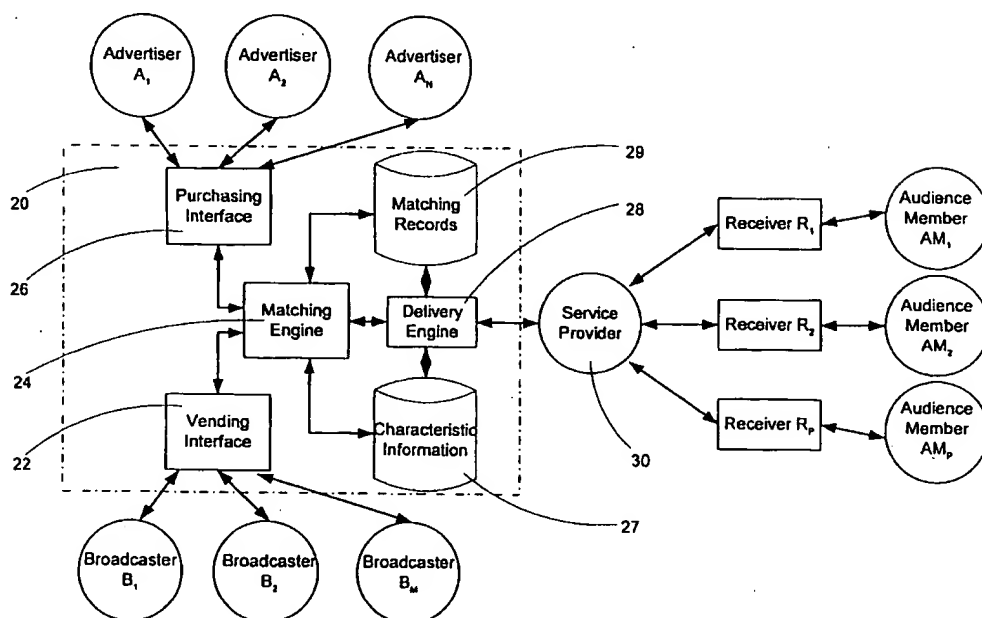 Advertiser
A1
Advertiser
A2
Advertiser
AN
20
Purchasing
Interface
26
Matching
Records
29
28
Matching
Engine
24
Delivery
Engine
Service
Provider
30
Receiver R1
Audience
Member
AM1
Receiver R2
Audience
Member
AM2
Receiver RP
Audience
Member
AMP
Vending
Interface
22
Characteristic
Information
27
Broadcaster
B1
Broadcaster
B2
Broadcaster
BM